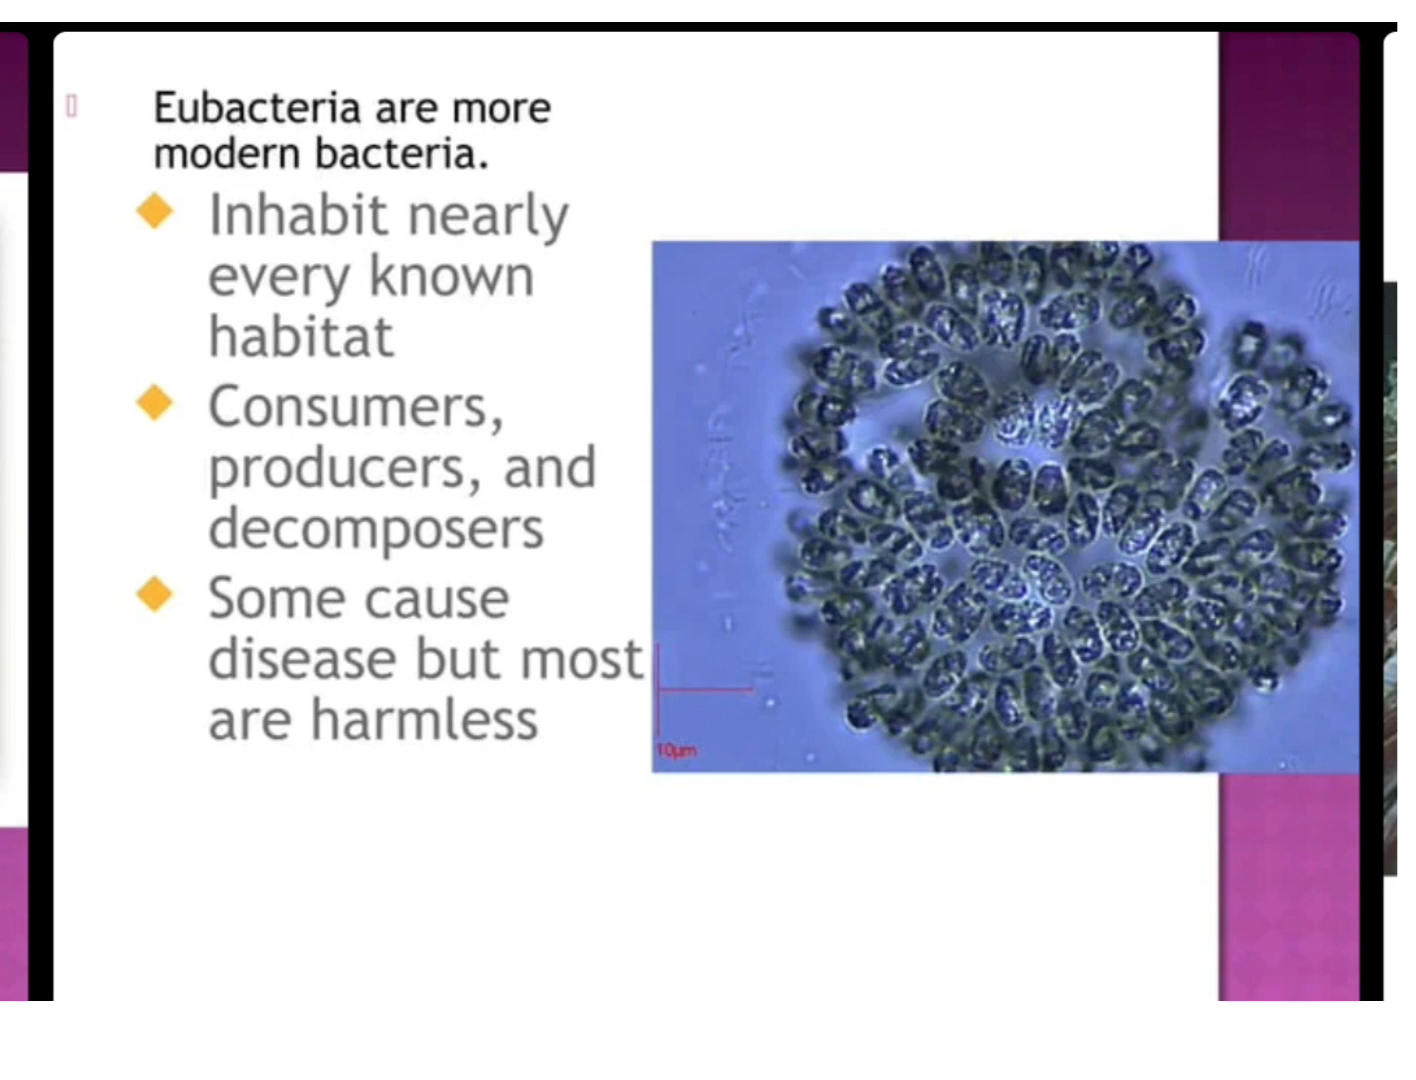 Eubacteria are more
modern bacteria.
Inhabit nearly
every known
habitat
Consumers,
producers, and
decomposers
Some cause
disease but most
are harmless
10µm